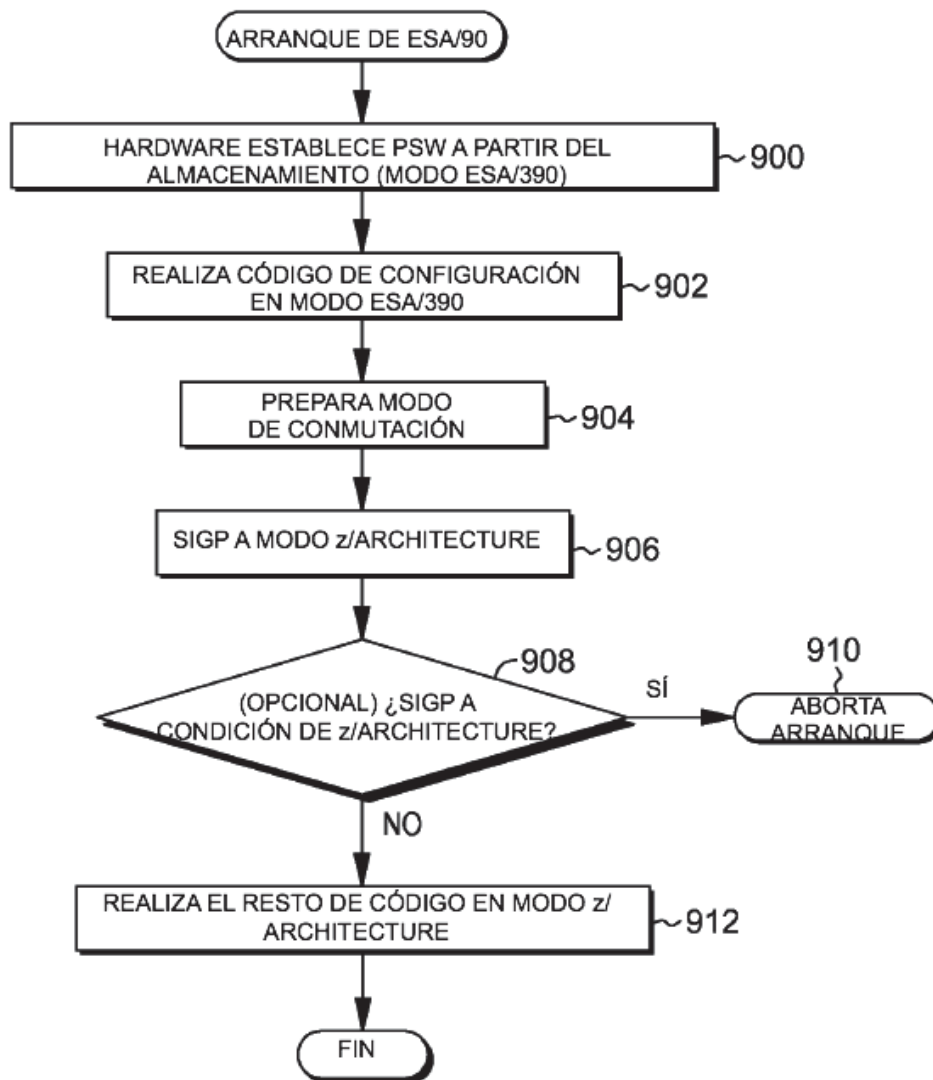 ARRANQUE DE ESA/90
HARDWARE ESTABLECE PSW A PARTIR DEL
ALMACENAMIENTO (MODO ESA/390)
900
REALIZA CÓDIGO DE CONFIGURACIÓN
EN MODO ESA/390
902
PREPARA MODO
DE CONMUTACIÓN
904
SIGP A MODO z/ARCHITECTURE
906
908
(OPCIONAL) ¿SIGP A
CONDICIÓN DE z/ARCHITECTURE?
SÍ
910
ABORTA
ARRANQUE
NO
REALIZA EL RESTO DE CÓDIGO EN MODO z/
ARCHITECTURE
912
FIN